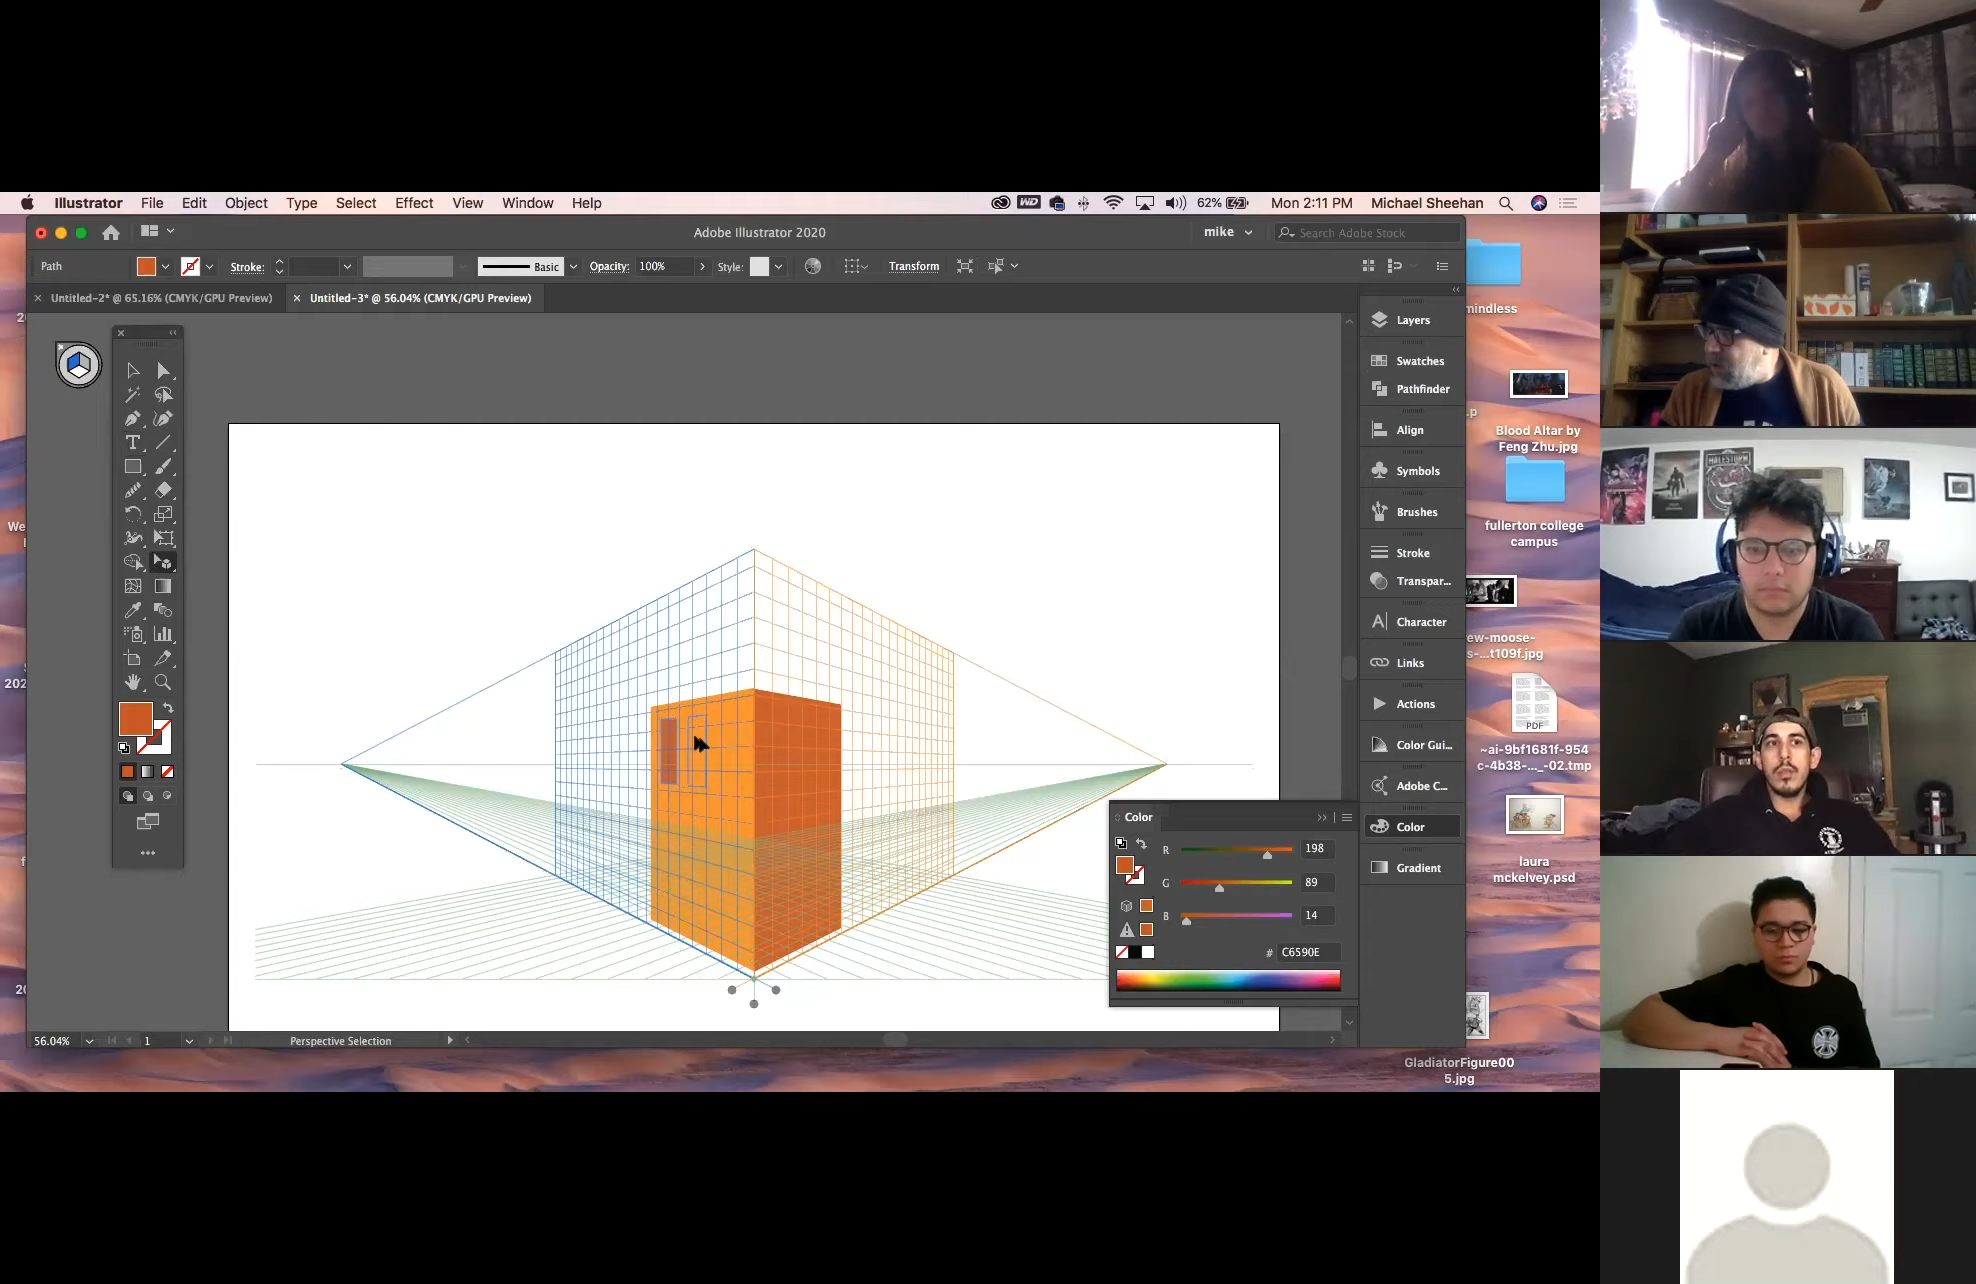 Illustrator File Edit Object Type Select Effect View Window Help
WD 62% Mon 2:11 PM Michael Sheehan
Adobe Illustrator 2020
mike Search Adobe Stock
Path Stroke: Basic Opacity: 100% Style: Transform
× Untitled-2* @ 65.16% (CMYK/GPU Preview) × Untitled-3* @ 56.04% (CMYK/GPU Preview)
Layers
Swatches
Pathfinder
Align
Symbols
Brushes
Stroke
Transpar...
Character
Links
Actions
Color Gui...
Adobe C...
Color
Gradient
Color
R 198
G 89
B 14
# C6590E
56.04% 1 Perspective Selection
mindless
.p
Blood Altar by
Feng Zhu.jpg
fullerton college
campus
ew-moose-
s-...t109f.jpg
PDF
~ai-9bf1681f-954
c-4b38-..._-02.tmp
laura
mckelvey.psd
GladiatorFigure00
5.jpg
We
202
20
HALESTORM